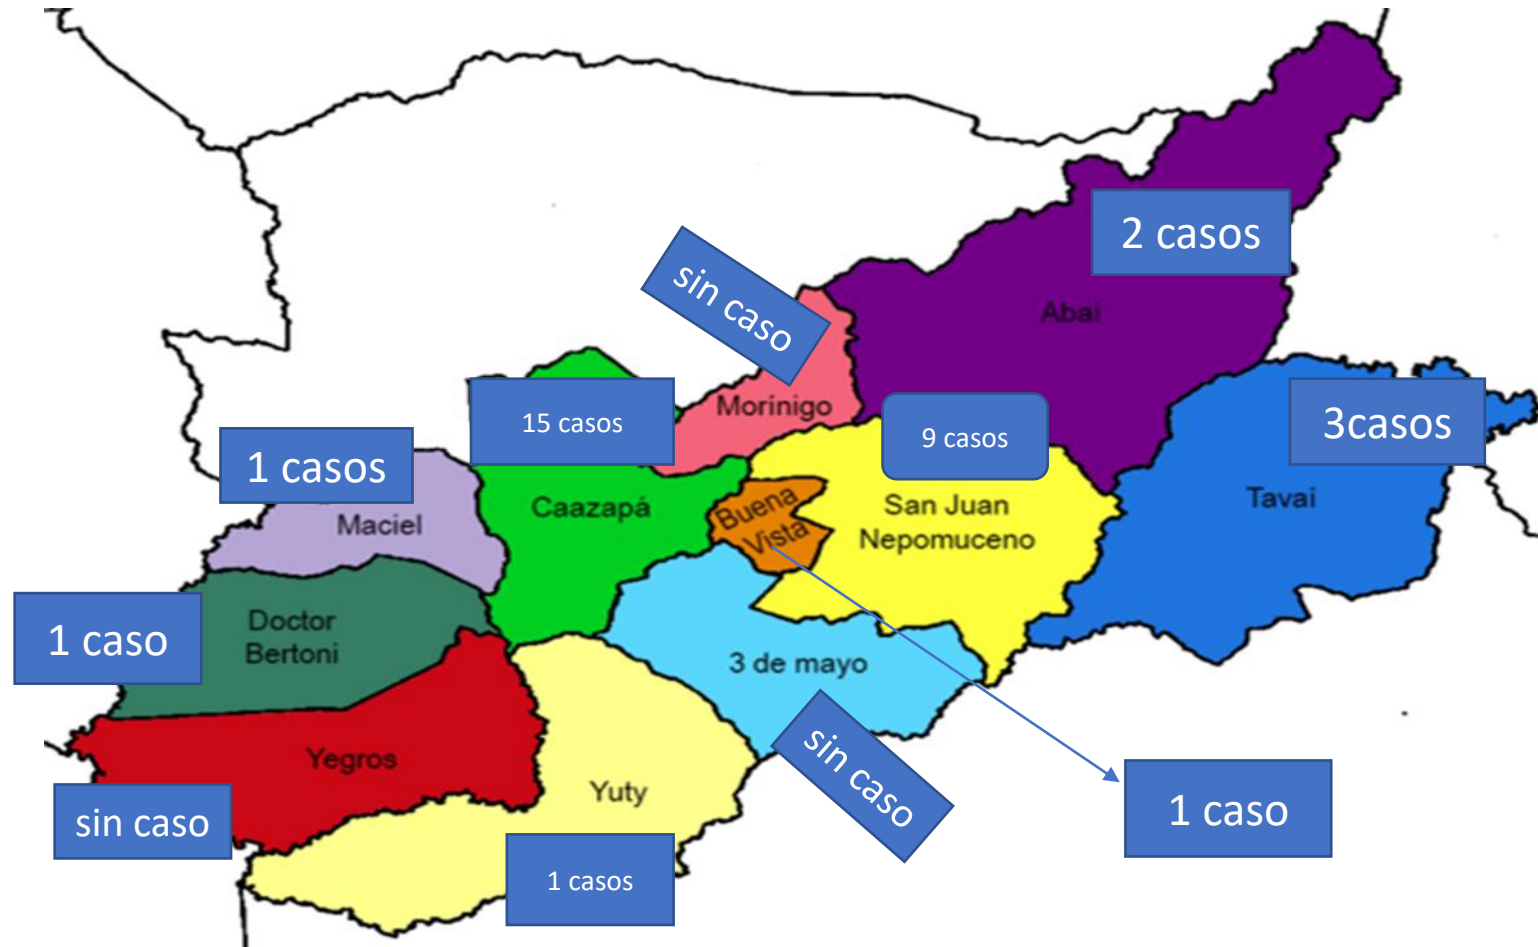 2 casos
sin caso
Abai
Morinigo
15 casos
9 casos
3casos
1 casos
Maciel
Caazapá
Buena
Vista
San Juan
Nepomuceno
Tavai
1 caso
Doctor
Bertoni
3 de mayo
Yegros
sin caso
Yuty
sin caso
1 caso
1 casos